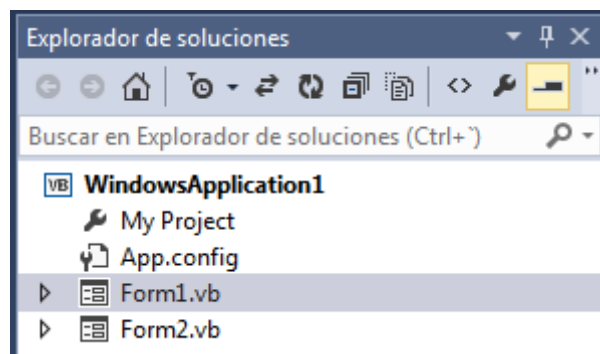 Explorador de soluciones
Buscar en Explorador de soluciones (Ctrl+`)
VB WindowsApplication1
My Project
App.config
Form1.vb
Form2.vb